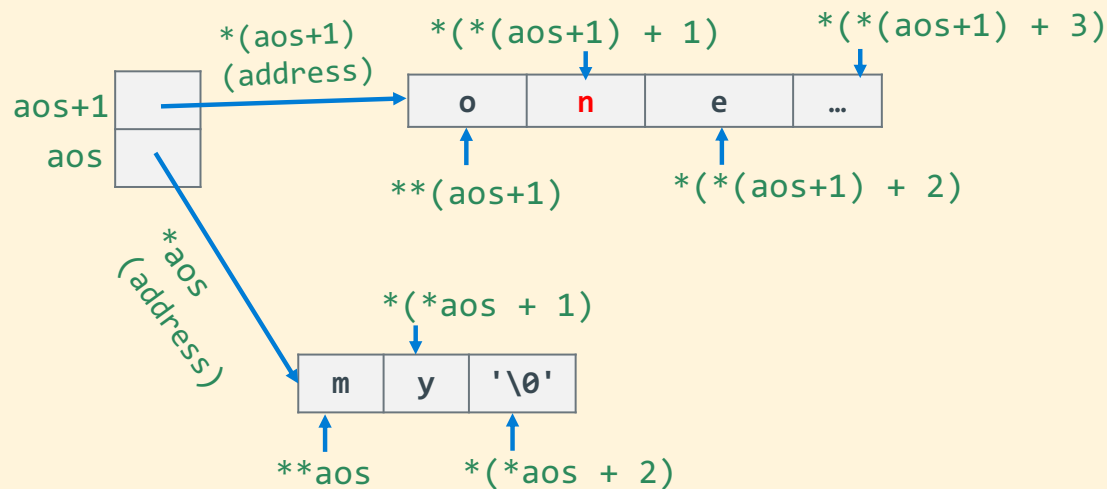 *(aos+1)
(address)
*(*(aos+1) + 1)
*(*(aos+1) + 3)
aos+1
o n e …
aos
**(aos+1)
*(*(aos+1) + 2)
*aos
(address)
*(*aos + 1)
m y '\0'
**aos
*(*aos + 2)